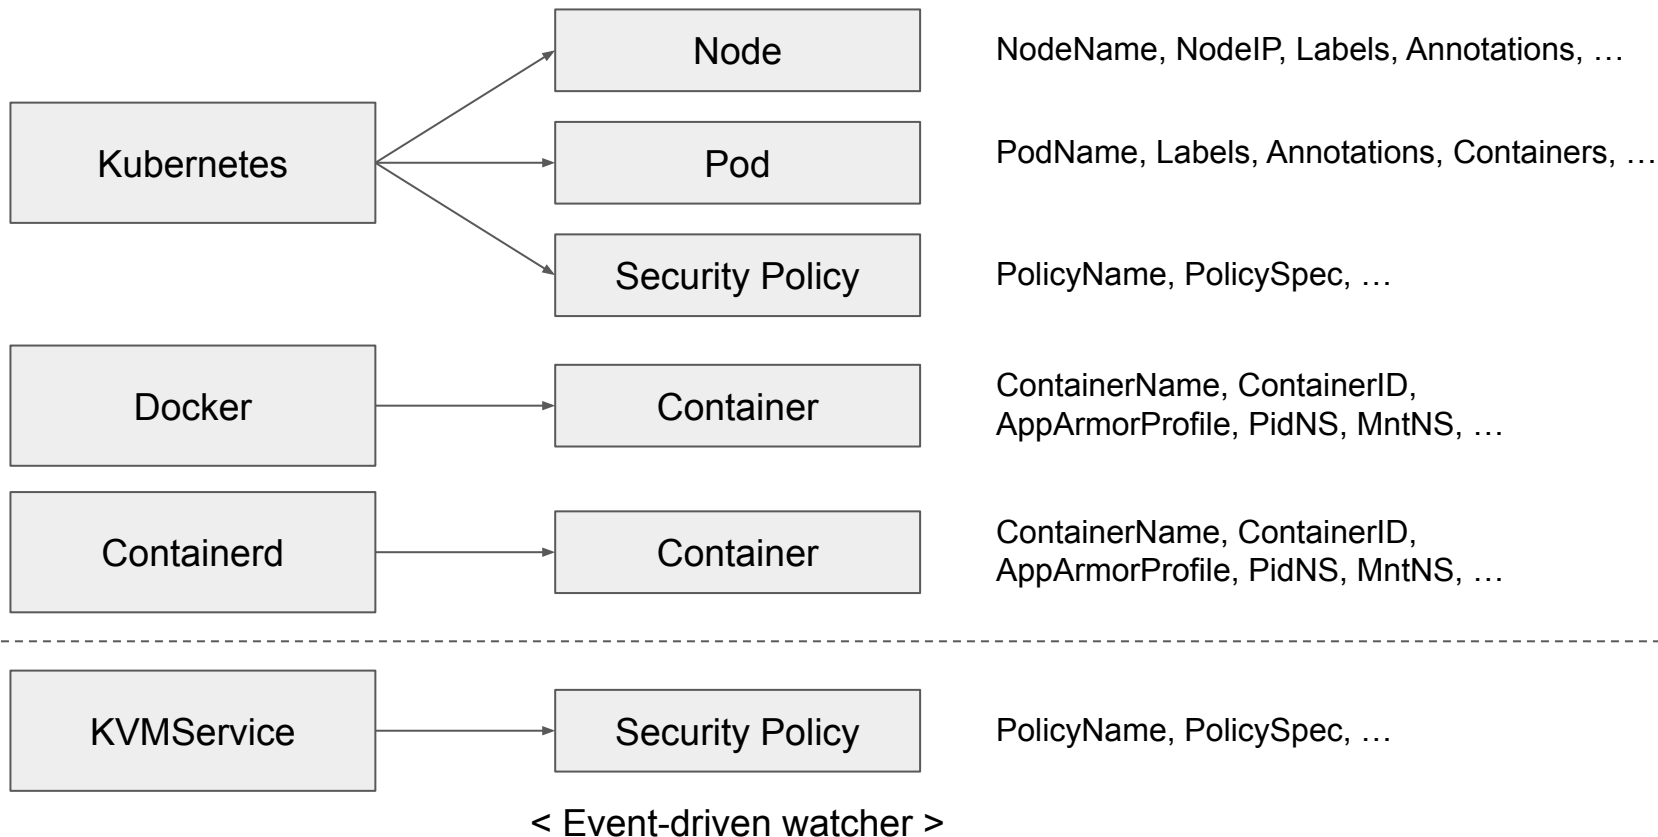 Node
NodeName, NodeIP, Labels, Annotations, …
Kubernetes
Pod
PodName, Labels, Annotations, Containers, …
Security Policy
PolicyName, PolicySpec, …
Docker
Container
ContainerName, ContainerID,
AppArmorProfile, PidNS, MntNS, …
Containerd
Container
ContainerName, ContainerID,
AppArmorProfile, PidNS, MntNS, …
KVMService
Security Policy
PolicyName, PolicySpec, …
< Event-driven watcher >